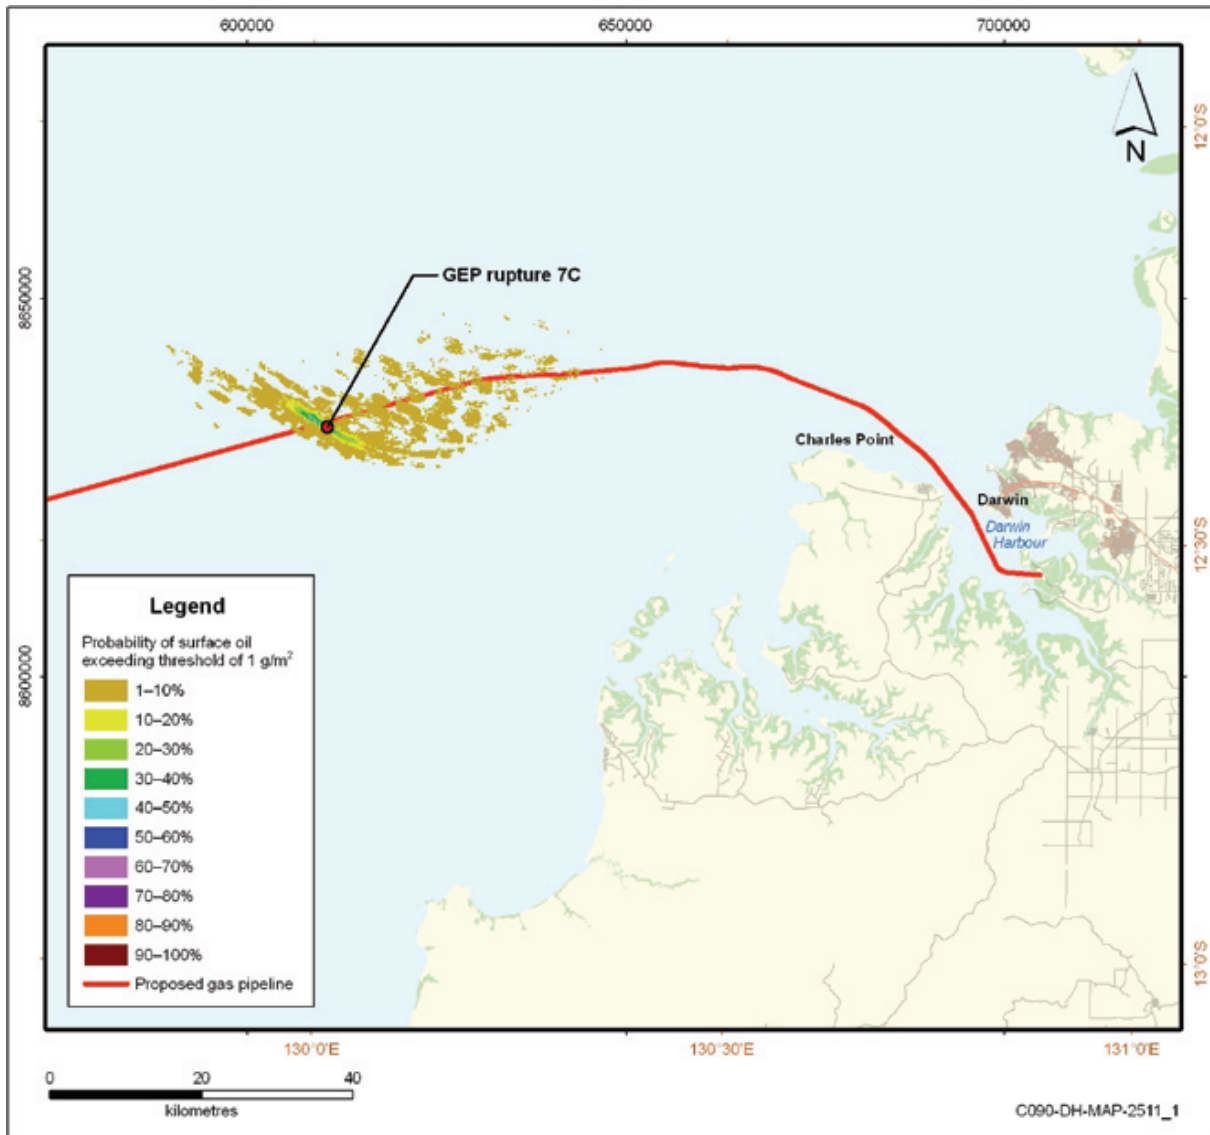 600000 650000 700000
12°0'S
GEP rupture 7C
8650000
Charles Point
Darwin
Darwin
Harbour
12°30'S
Legend
Probability of surface oil
exceeding threshold of 1 g/m²
1–10%
10–20%
20–30%
30–40%
40–50%
50–60%
60–70%
70–80%
80–90%
90–100%
Proposed gas pipeline
8600000
13°0'S
130°0'E 130°30'E 131°0'E
0 20 40
kilometres
N
C090-DH-MAP-2511_1